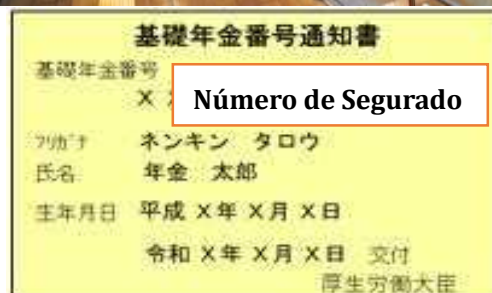 基礎年金番号通知書
基礎年金番号
X
Número de Segurado
フリガナ ネンキン タロウ
氏名 年金 太郎
生年月日 平成 X年 X月 X日
令和 X年 X月 X日 交付
厚生労働大臣